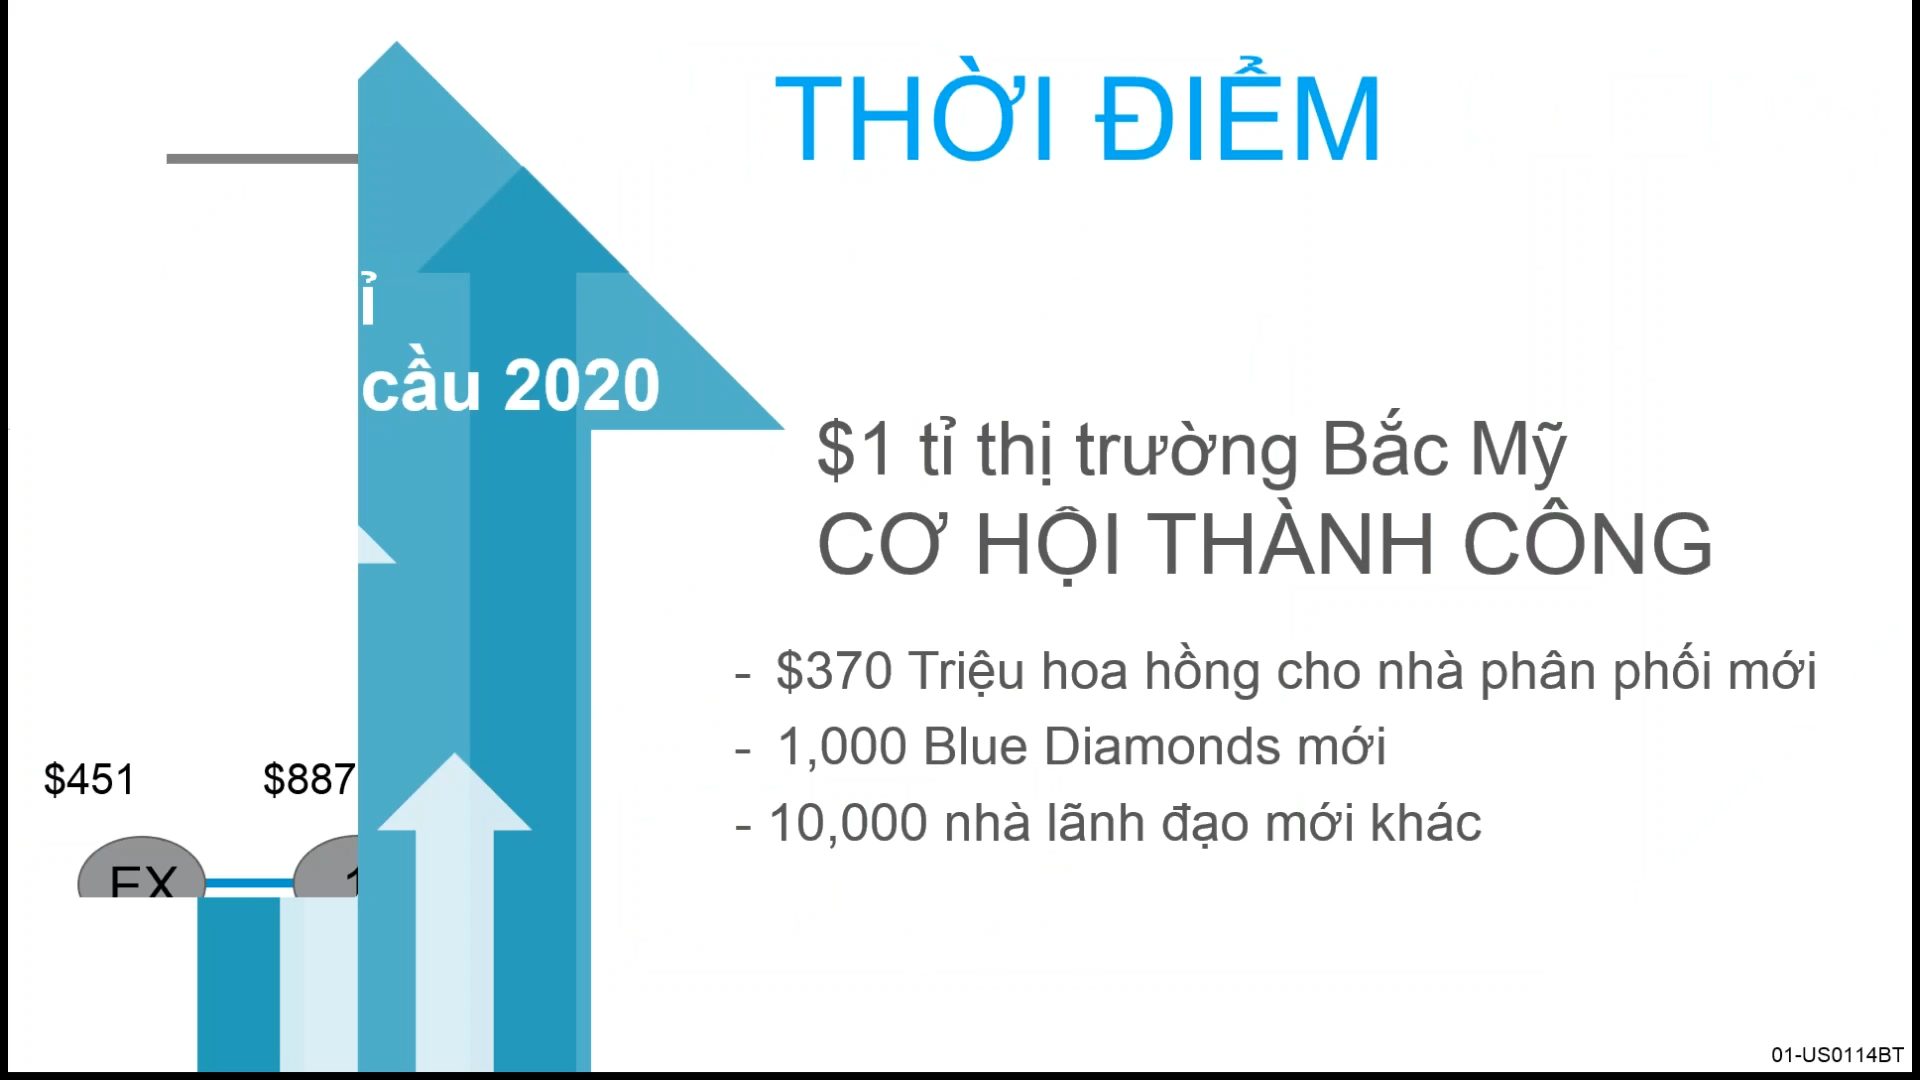 THỜI ĐIỂM
cầu 2020
$1 tỉ thị trường Bắc Mỹ
CƠ HỘI THÀNH CÔNG
- $370 Triệu hoa hồng cho nhà phân phối mới
- 1,000 Blue Diamonds mới
- 10,000 nhà lãnh đạo mới khác
$451 $887
EX
01-US0114BT